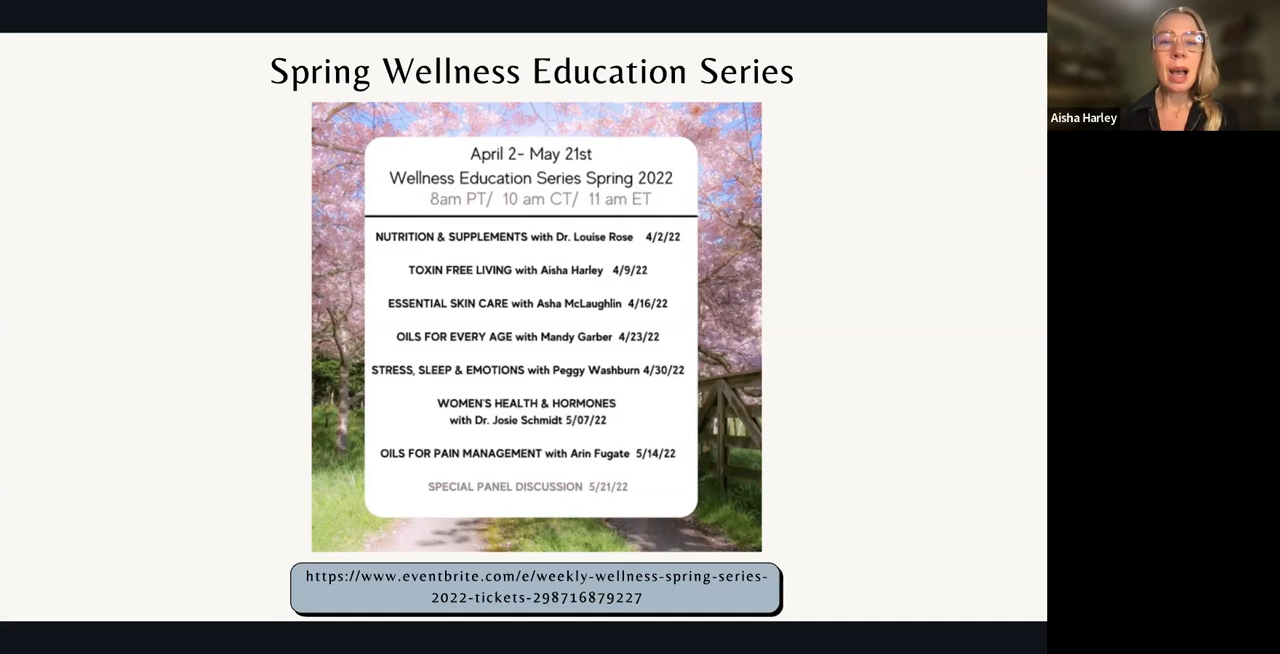 Spring Wellness Education Series
April 2- May 21st
Wellness Education Series Spring 2022
8am PT/ 10 am CT/ 11 am ET
NUTRITION & SUPPLEMENTS with Dr. Louise Rose 4/2/22
TOXIN FREE LIVING with Aisha Harley 4/9/22
ESSENTIAL SKIN CARE with Asha McLaughlin 4/16/22
OILS FOR EVERY AGE with Mandy Garber 4/23/22
STRESS, SLEEP & EMOTIONS with Peggy Washburn 4/30/22
WOMEN'S HEALTH & HORMONES
with Dr. Josie Schmidt 5/07/22
OILS FOR PAIN MANAGEMENT with Arin Fugate 5/14/22
SPECIAL PANEL DISCUSSION 5/21/22
https://www.eventbrite.com/e/weekly-wellness-spring-series-
2022-tickets-298716879227
Aisha Harley